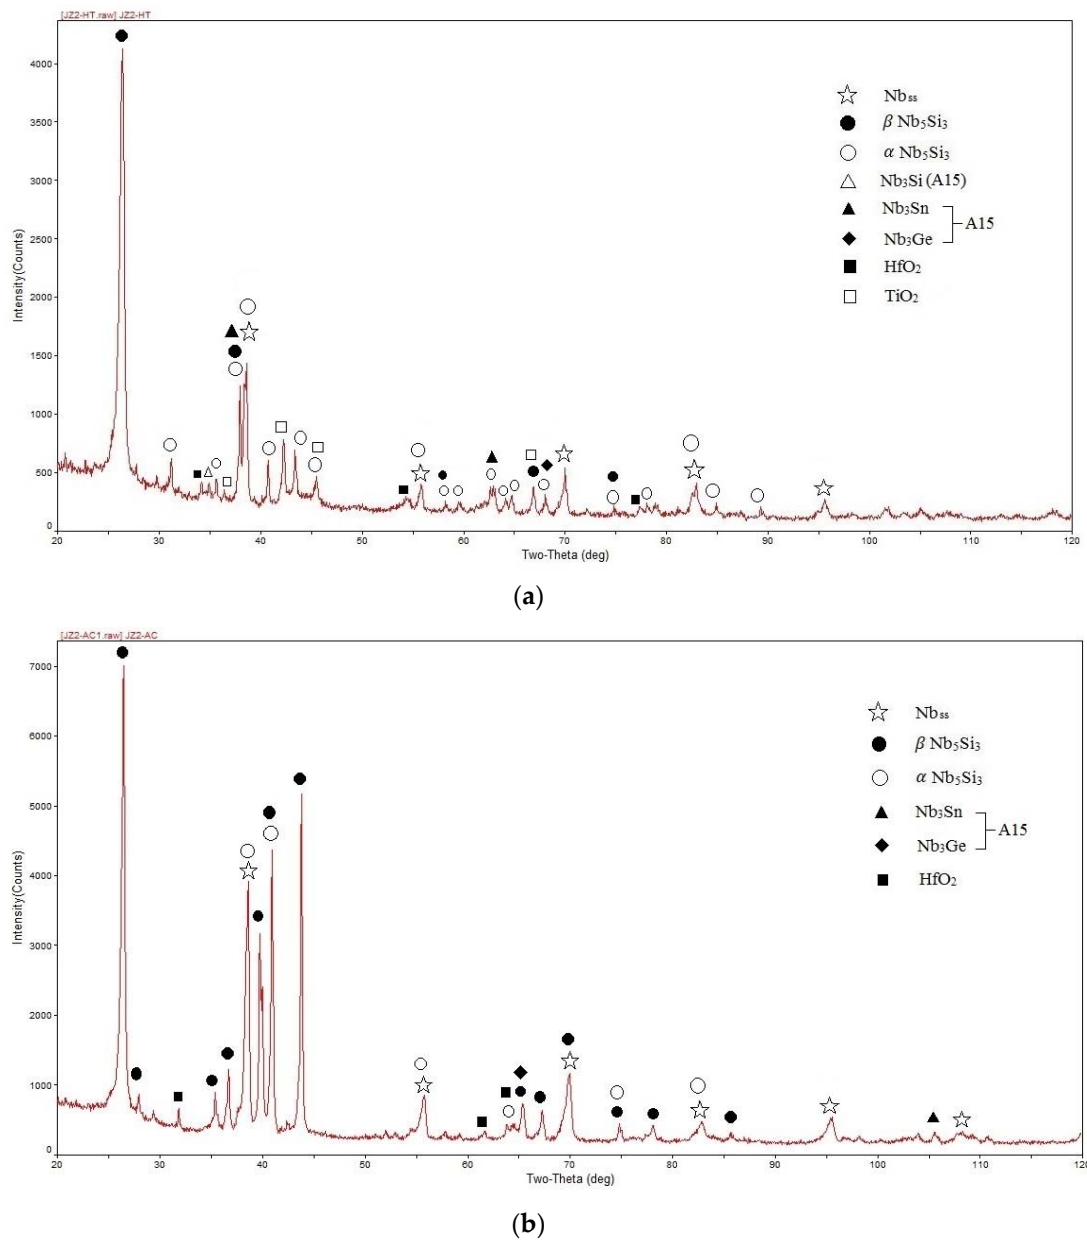 [JZ2-HT.raw] JZ2-HT
Intensity(Counts)
4000
3500
3000
2500
2000
1500
1000
500
0
Nbss
β Nb5Si3
α Nb5Si3
Nb3Si (A15)
Nb3Sn
A15
Nb3Ge
HfO2
TiO2
20 30 40 50 60 70 80 90 100 110 120
Two-Theta (deg)
(a)
[JZ2-AC1.raw] JZ2-AC
Intensity(Counts)
7000
6000
5000
4000
3000
2000
1000
0
Nbss
β Nb5Si3
α Nb5Si3
Nb3Sn
A15
Nb3Ge
HfO2
20 30 40 50 60 70 80 90 100 110 120
Two-Theta (deg)
(b)